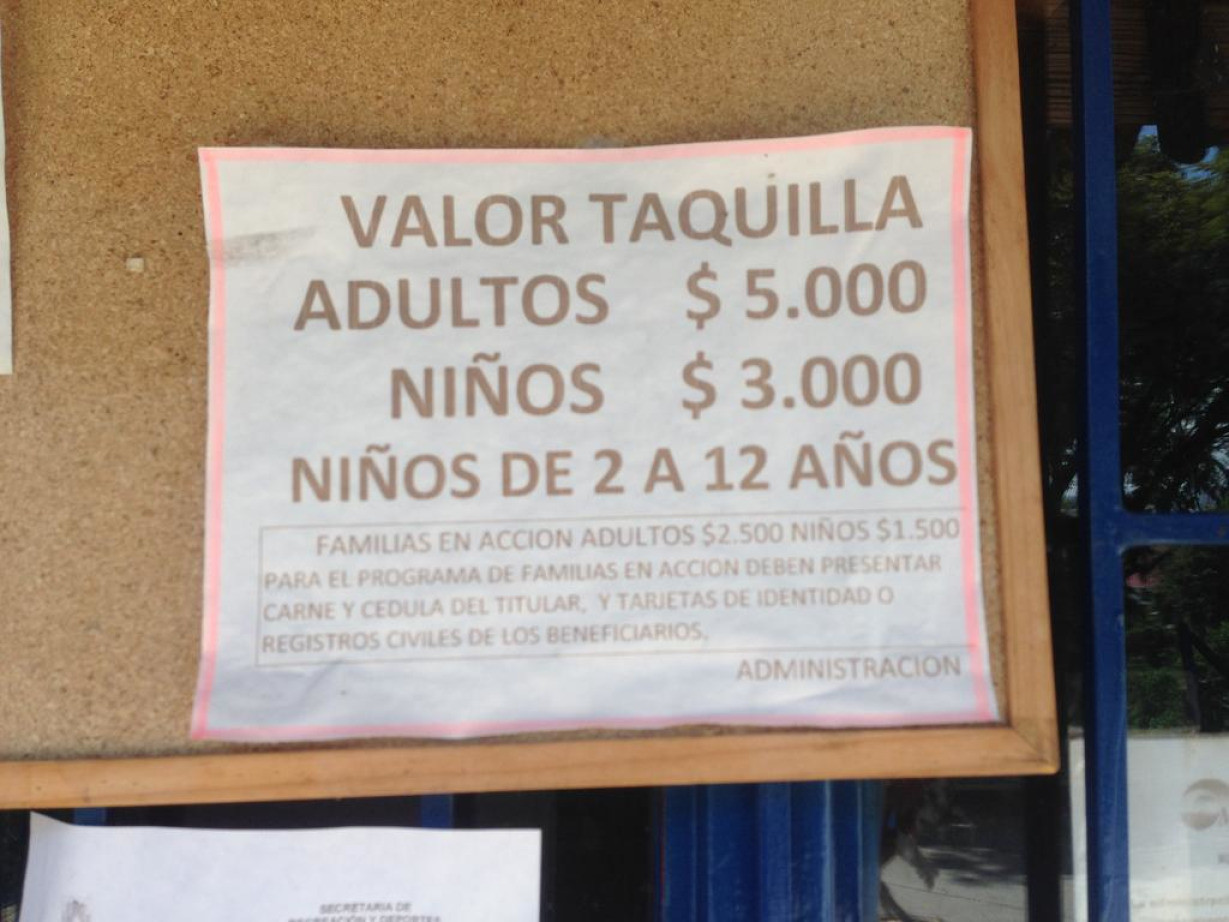 VALOR TAQUILLA
ADULTOS $ 5.000
NIÑOS $ 3.000
NIÑOS DE 2 A 12 AÑOS
FAMILIAS EN ACCION ADULTOS $2.500 NIÑOS $1.500
PARA EL PROGRAMA DE FAMILIAS EN ACCION DEBEN PRESENTAR
CARNE Y CEDULA DEL TITULAR, Y TARJETAS DE IDENTIDAD O
REGISTROS CIVILES DE LOS BENEFICIARIOS.
ADMINISTRACION
SECRETARIA DE
RECREACIÓN Y DEPORTES